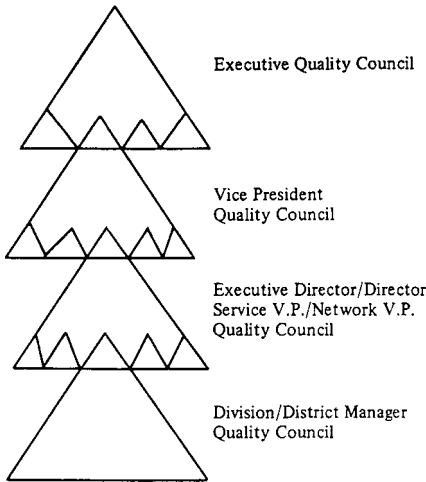 Executive Quality Council
Vice President
Quality Council
Executive Director/Director
Service V.P./Network V.P.
Quality Council
Division/District Manager
Quality Council